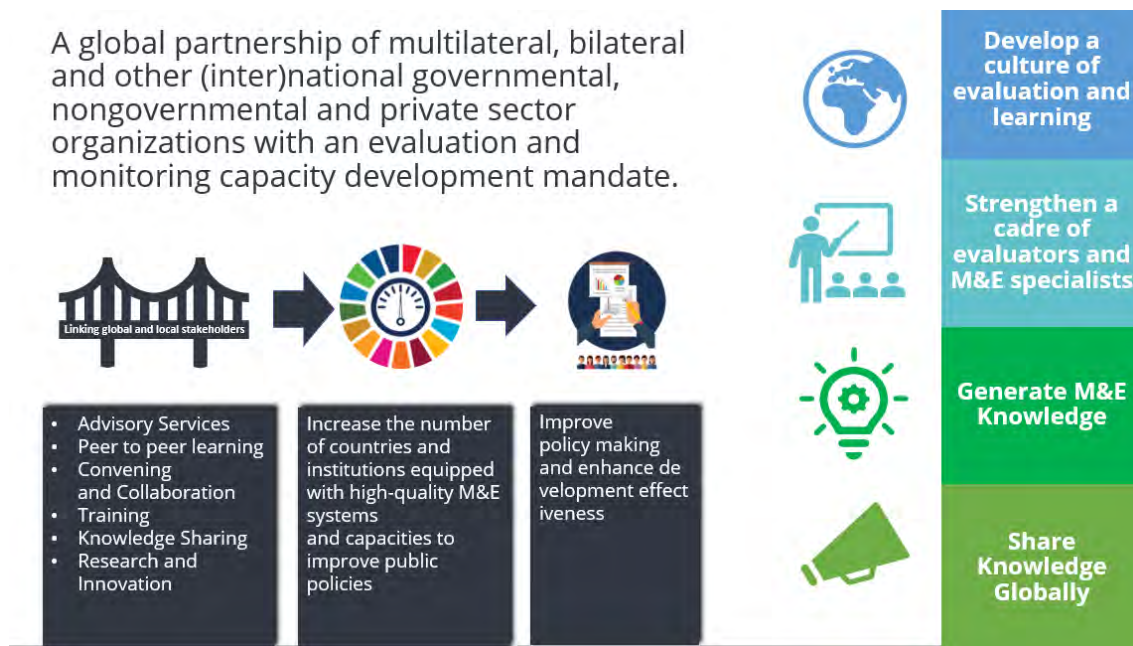 A global partnership of multilateral, bilateral
and other (inter)national governmental,
nongovernmental and private sector
organizations with an evaluation and
monitoring capacity development mandate.
Linking global and local stakeholders
• Advisory Services
• Peer to peer learning
• Convening
and Collaboration
• Training
• Knowledge Sharing
• Research and
Innovation
Increase the number
of countries and
institutions equipped
with high-quality M&E
systems
and capacities to
improve public
policies
Improve
policy making
and enhance de
velopment effect
iveness
Develop a
culture of
evaluation and
learning
Strengthen a
cadre of
evaluators and
M&E specialists
Generate M&E
Knowledge
Share
Knowledge
Globally